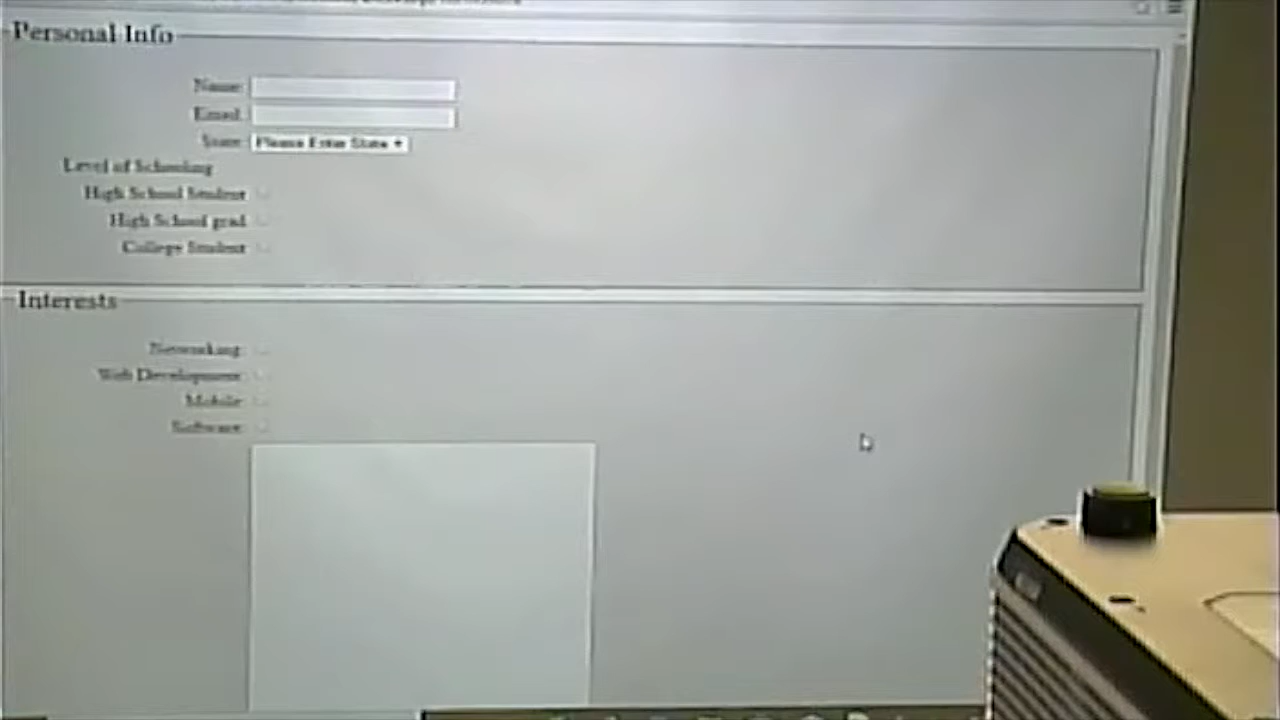 Personal Info
Name
Email
State Please Enter State
Level of Schooling
High School Student
High School grad
College Student
Interests
Networking
Web Development
Mobile
Software